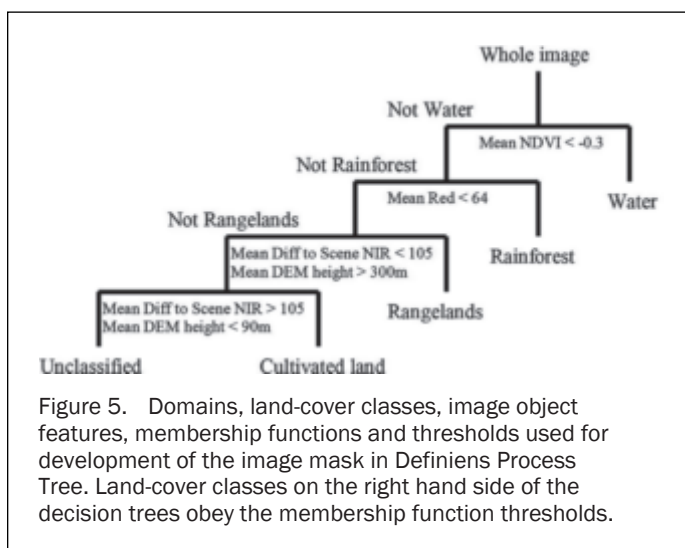 Whole image
Not Water
Mean NDVI < -0.3
Not Rainforest
Water
Mean Red < 64
Not Rangelands
Rainforest
Mean Diff to Scene NIR < 105
Mean DEM height > 300m
Rangelands
Mean Diff to Scene NIR > 105
Mean DEM height < 90m
Unclassified
Cultivated land
Figure 5. Domains, land-cover classes, image object
features, membership functions and thresholds used for
development of the image mask in Definiens Process
Tree. Land-cover classes on the right hand side of the
decision trees obey the membership function thresholds.